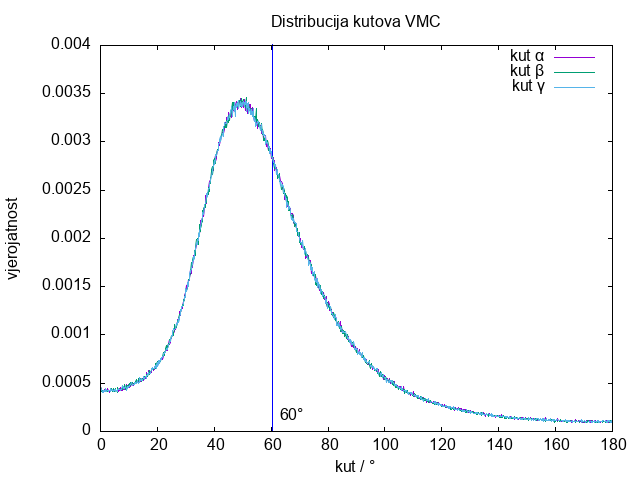 Distribucija kutova VMC
0.004
0.0035
0.003
0.0025
0.002
0.0015
0.001
0.0005
0
vjerojatnost
kut α
kut β
kut γ
60°
0 20 40 60 80 100 120 140 160 180
kut / °